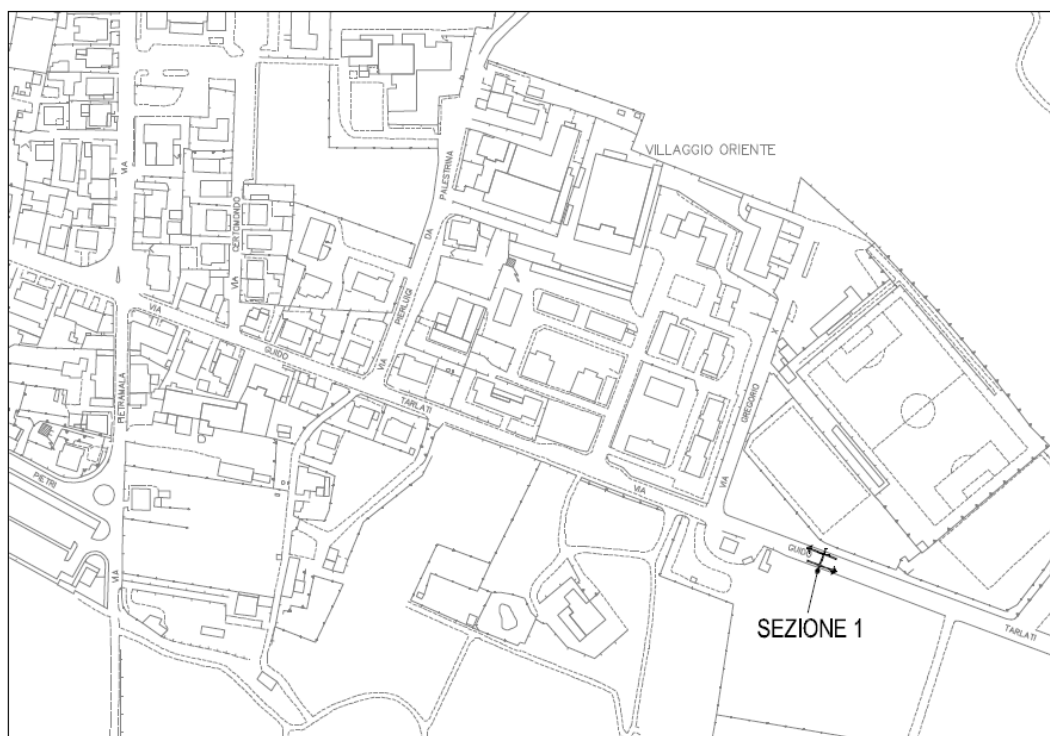 VILLAGGIO ORIENTE
VIA
PALESTRINA
DA
PIERLUIGI
VIA
CERTOMONDO
VIA
VIA
GUIDO
TARLATI
VIA
PIETRAMALA
VIA
PIETRI
GREGORIO
X
VIA
GUIDO
TARLATI
SEZIONE 1